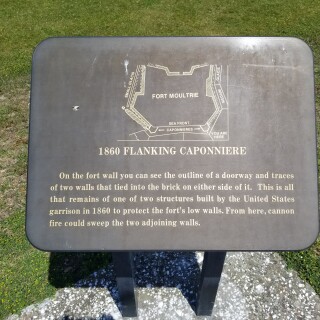 FORT MOULTRIE
SEA FRONT
CAPONNIERES
1860 FLANKING CAPONNIERE
On the fort wall you can see the outline of a doorway and traces
of two walls that tied into the brick on either side of it. This is all
that remains of one of two structures built by the United States
garrison in 1860 to protect the fort's low walls. From here, cannon
fire could sweep the two adjoining walls.